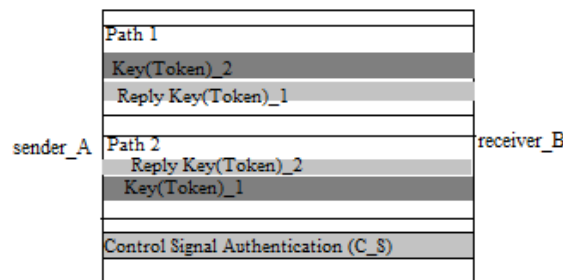 Path 1
Key(Token)_2
Reply Key(Token)_1
sender_A
Path 2
receiver_B
Reply Key(Token)_2
Key(Token)_1
Control Signal Authentication (C_S)